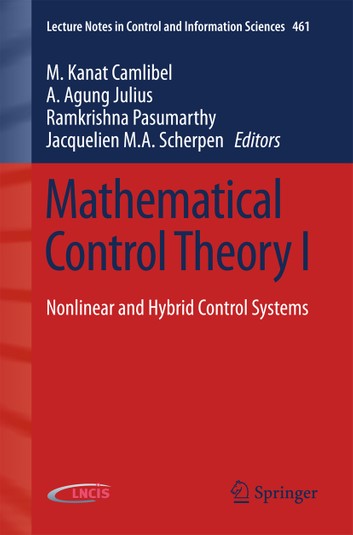 Lecture Notes in Control and Information Sciences 461
M. Kanat Camlibel
A. Agung Julius
Ramkrishna Pasumarthy
Jacquelien M.A. Scherpen Editors
Mathematical
Control Theory I
Nonlinear and Hybrid Control Systems
LNCIS
Springer